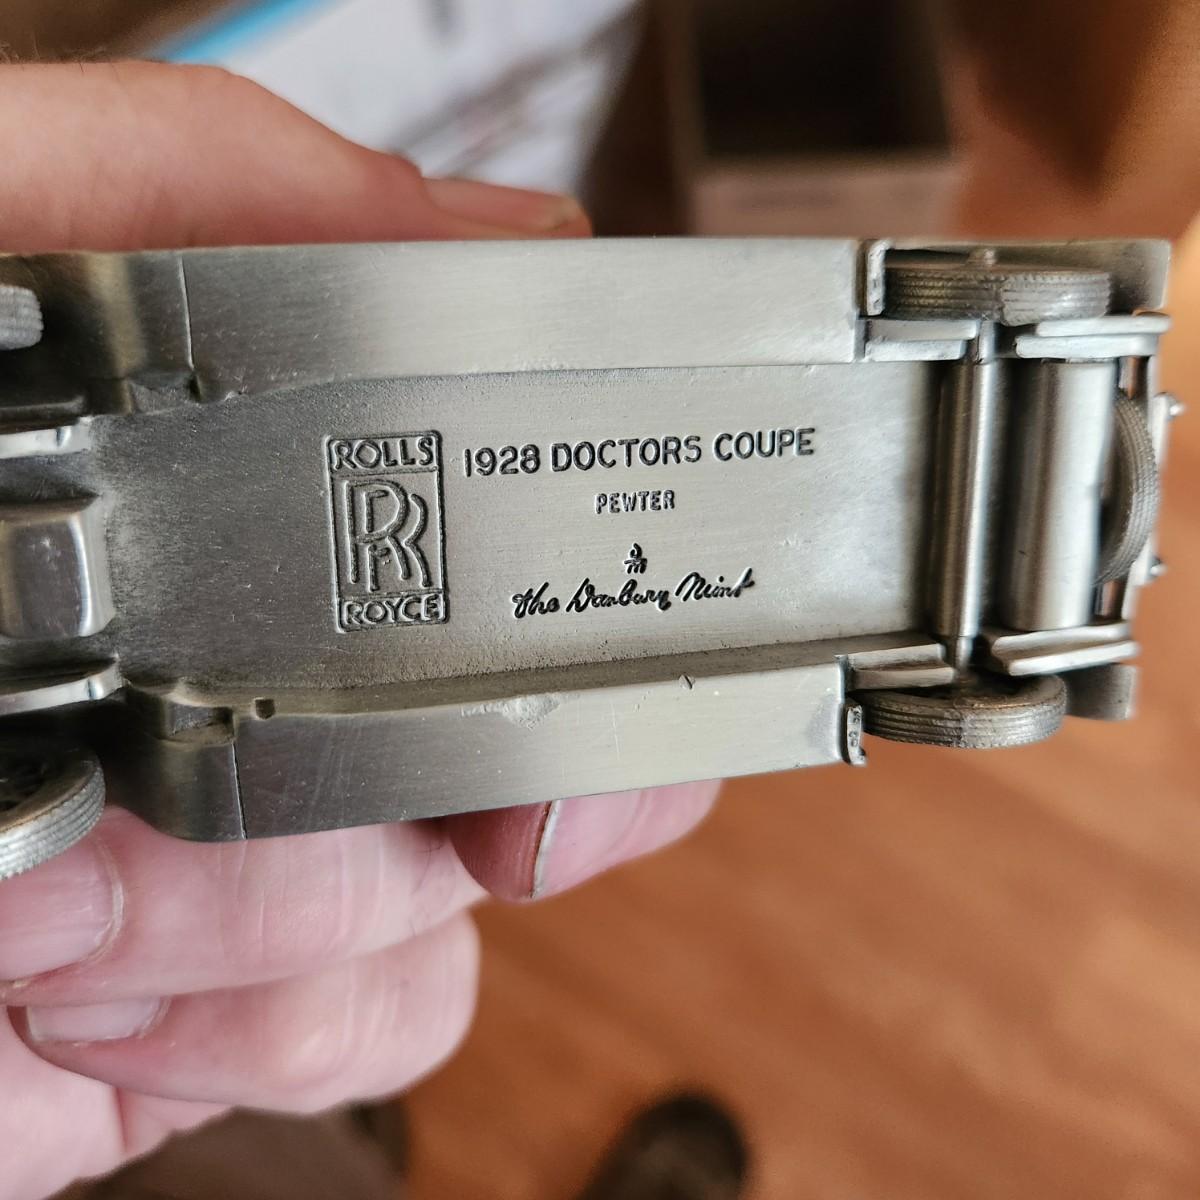 ROLLS
RR
ROYCE
1928 DOCTORS COUPE
PEWTER
D/M
the Danbury Mint